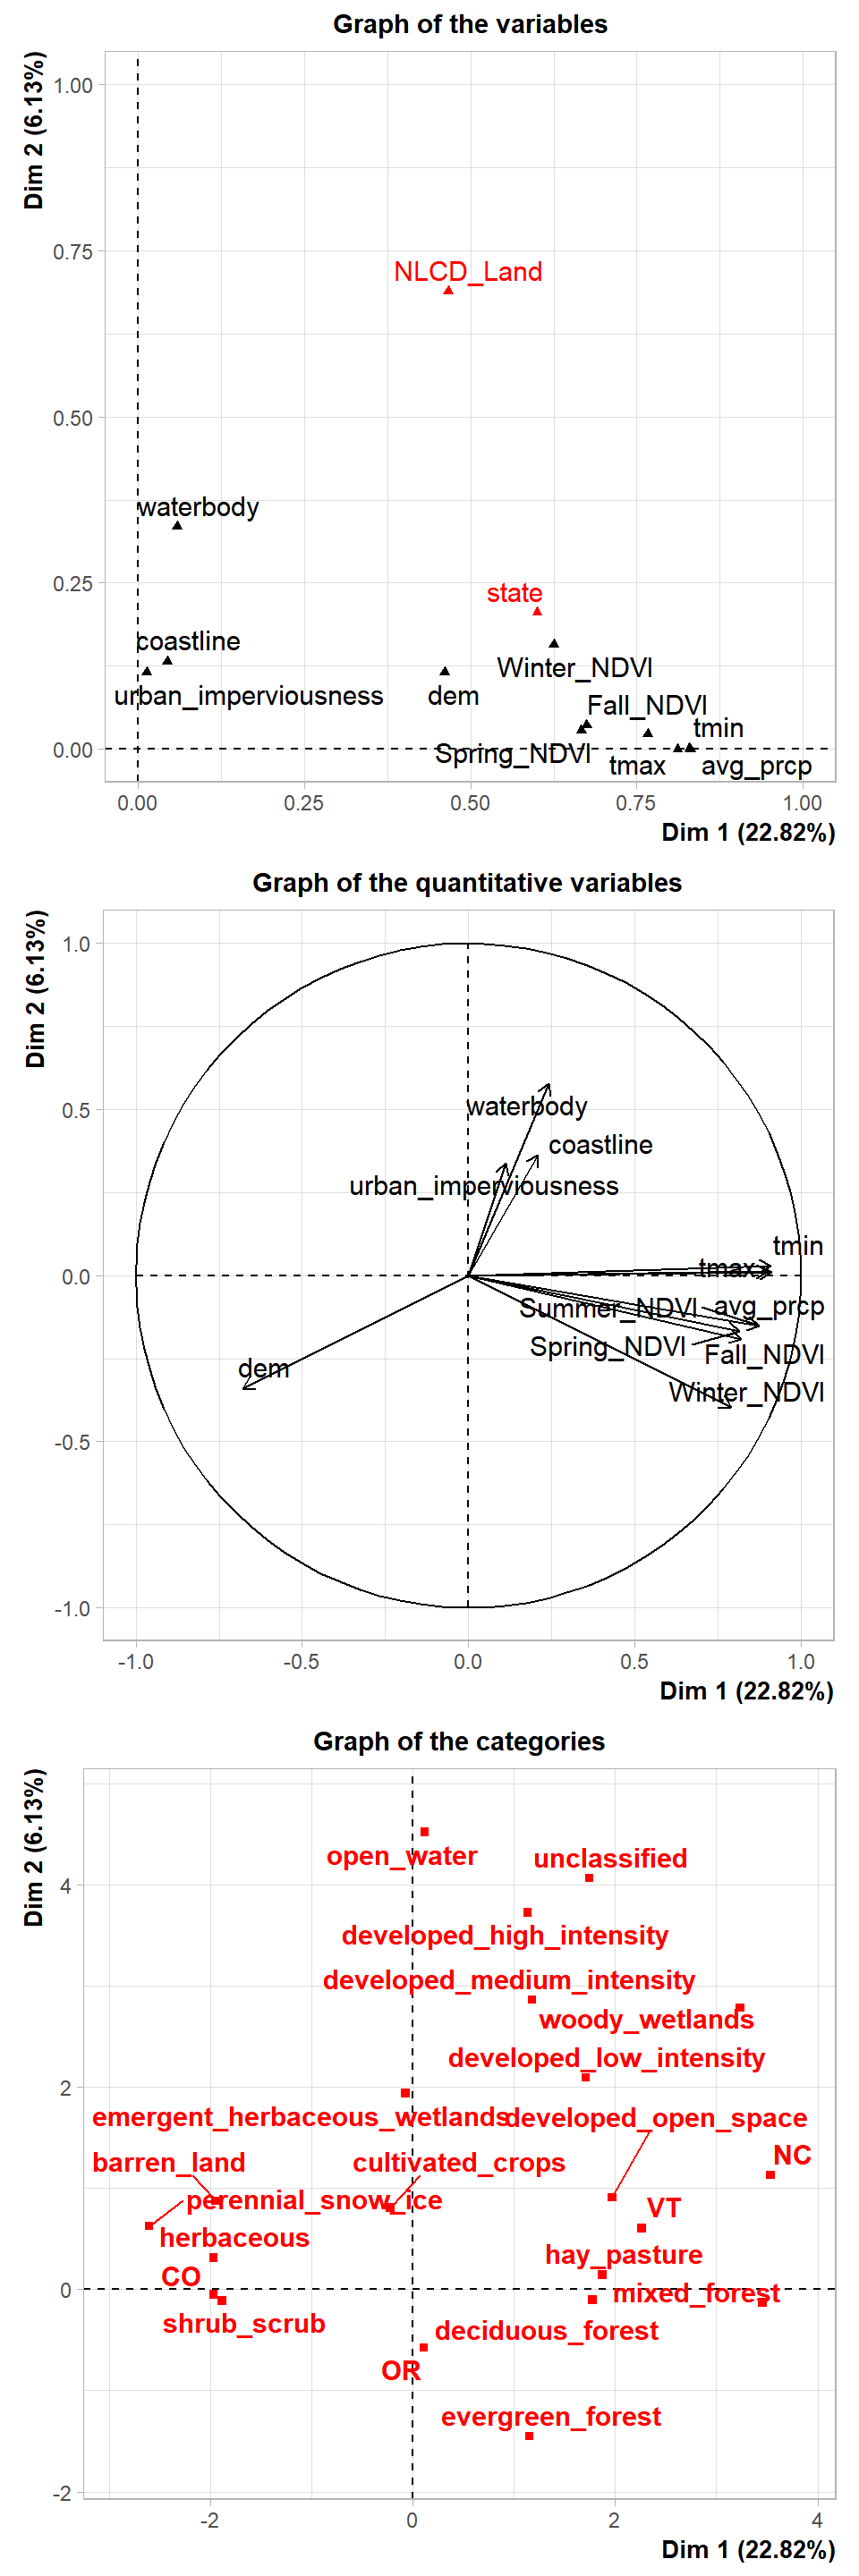 Graph of the variables
Dim 2 (6.13%)
1.00
0.75
0.50
0.25
0.00
NLCD_Land
waterbody
state
coastline
Winter_NDVI
urban_imperviousness
dem
Fall_NDVI
tmin
Spring_NDVI
tmax
avg_prcp
0.00
0.25
0.50
0.75
1.00
Dim 1 (22.82%)
Graph of the quantitative variables
Dim 2 (6.13%)
1.0
0.5
0.0
-0.5
-1.0
waterbody
coastline
urban_imperviousness
tmin
tmax
Summer_NDVI
avg_prcp
Spring_NDVI
Fall_NDVI
dem
Winter_NDVI
-1.0
-0.5
0.0
0.5
1.0
Dim 1 (22.82%)
Graph of the categories
Dim 2 (6.13%)
4
2
0
-2
open_water
unclassified
developed_high_intensity
developed_medium_intensity
woody_wetlands
developed_low_intensity
emergent_herbaceous_wetlands
developed_open_space
barren_land
cultivated_crops
NC
perennial_snow_ice
VT
herbaceous
hay_pasture
CO
mixed_forest
shrub_scrub
deciduous_forest
OR
evergreen_forest
-2
0
2
4
Dim 1 (22.82%)